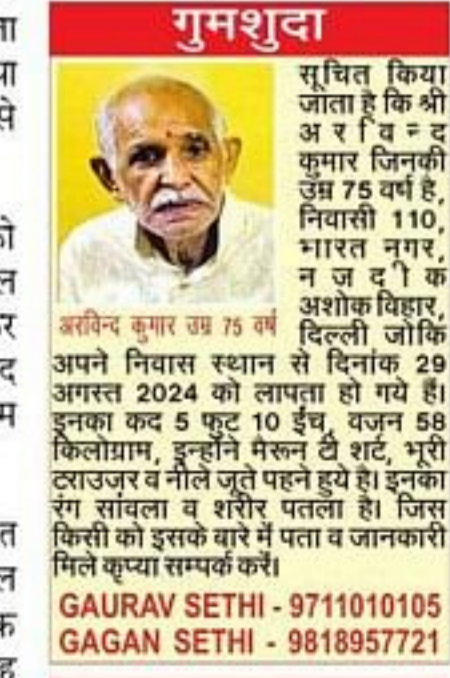 गुमशुदा
सूचित किया
जाता है कि श्री
अरविन्द
कुमार जिनकी
उम्र 75 वर्ष है,
निवासी 110,
भारत नगर,
नजदीक
अशोक विहार,
दिल्ली जोकि
अरविन्द कुमार उम्र 75 वर्ष
अपने निवास स्थान से दिनांक 29
अगस्त 2024 को लापता हो गये हैं।
इनका कद 5 फुट 10 ईंच, वजन 58
किलोग्राम, इन्होंने मैरून टी शर्ट, भूरी
टराउजर व नीले जूते पहने हुये है। इनका
रंग सांवला व शरीर पतला है। जिस
किसी को इसके बारे में पता व जानकारी
मिले कृप्या सम्पर्क करें।
GAURAV SETHI - 9711010105
GAGAN SETHI - 9818957721